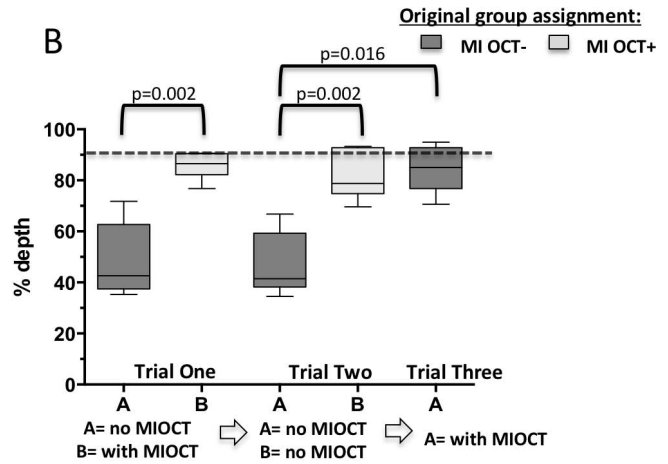 Original group assignment:
B
MI OCT- MI OCT+
p=0.016
p=0.002 p=0.002
100
80
60
40
20
0
% depth
Trial One Trial Two Trial Three
A B A B A
A= no MIOCT A= no MIOCT A= with MIOCT
B= with MIOCT B= no MIOCT